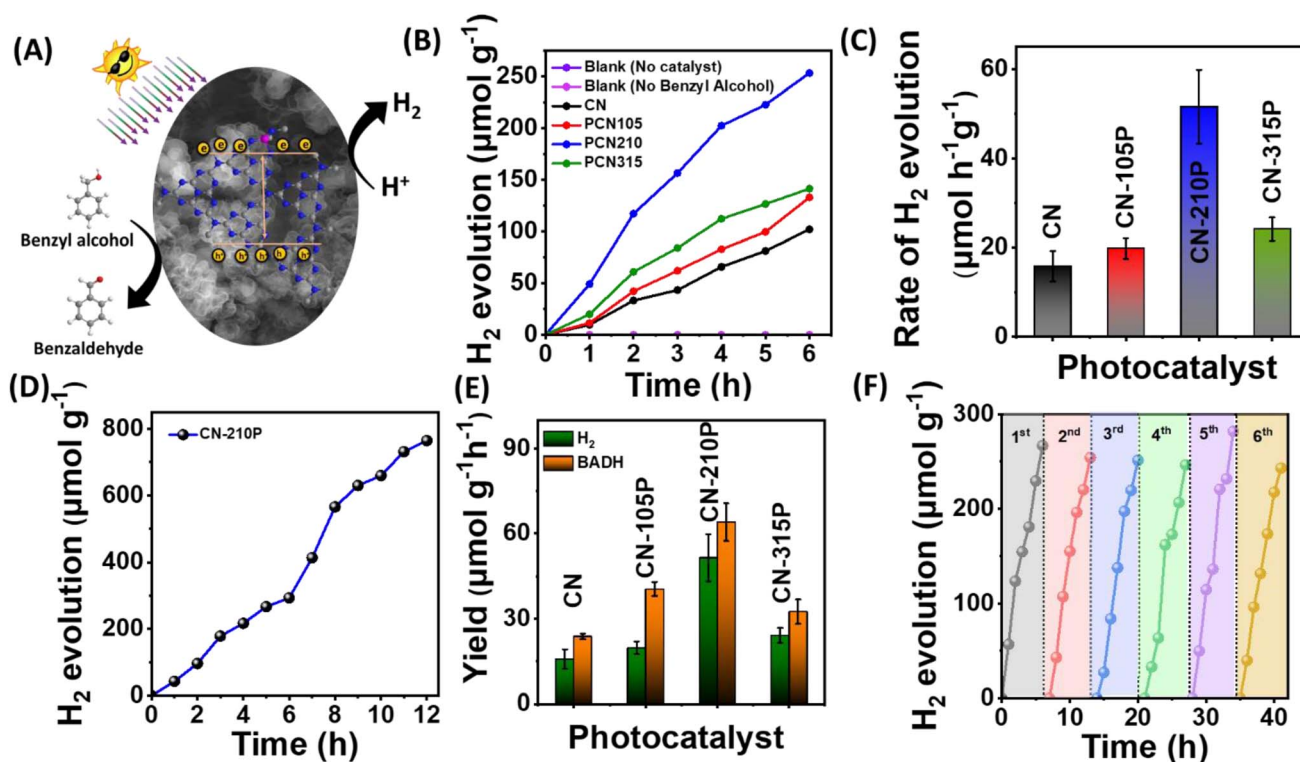 (A)
H₂
H⁺
e e e e e
h⁺ h⁺ h⁺ h⁺ h⁺
Benzyl alcohol
Benzaldehyde
(B)
H₂ evolution (μmol g⁻¹)
250
225
200
175
150
125
100
75
50
25
0
Blank (No catalyst)
Blank (No Benzyl Alcohol)
CN
PCN105
PCN210
PCN315
0 1 2 3 4 5 6
Time (h)
(C)
Rate of H₂ evolution
(μmol h⁻¹g⁻¹)
60
40
20
0
CN
CN-105P
CN-210P
CN-315P
Photocatalyst
(D)
H₂ evolution (μmol g⁻¹)
800
600
400
200
0
CN-210P
0 2 4 6 8 10 12
Time (h)
(E)
Yield (μmol g⁻¹h⁻¹)
90
60
30
0
H₂
BADH
CN
CN-105P
CN-210P
CN-315P
Photocatalyst
(F)
H₂ evolution (μmol g⁻¹)
300
200
100
0
1ˢᵗ 2ⁿᵈ 3ʳᵈ 4ᵗʰ 5ᵗʰ 6ᵗʰ
0 10 20 30 40
Time (h)